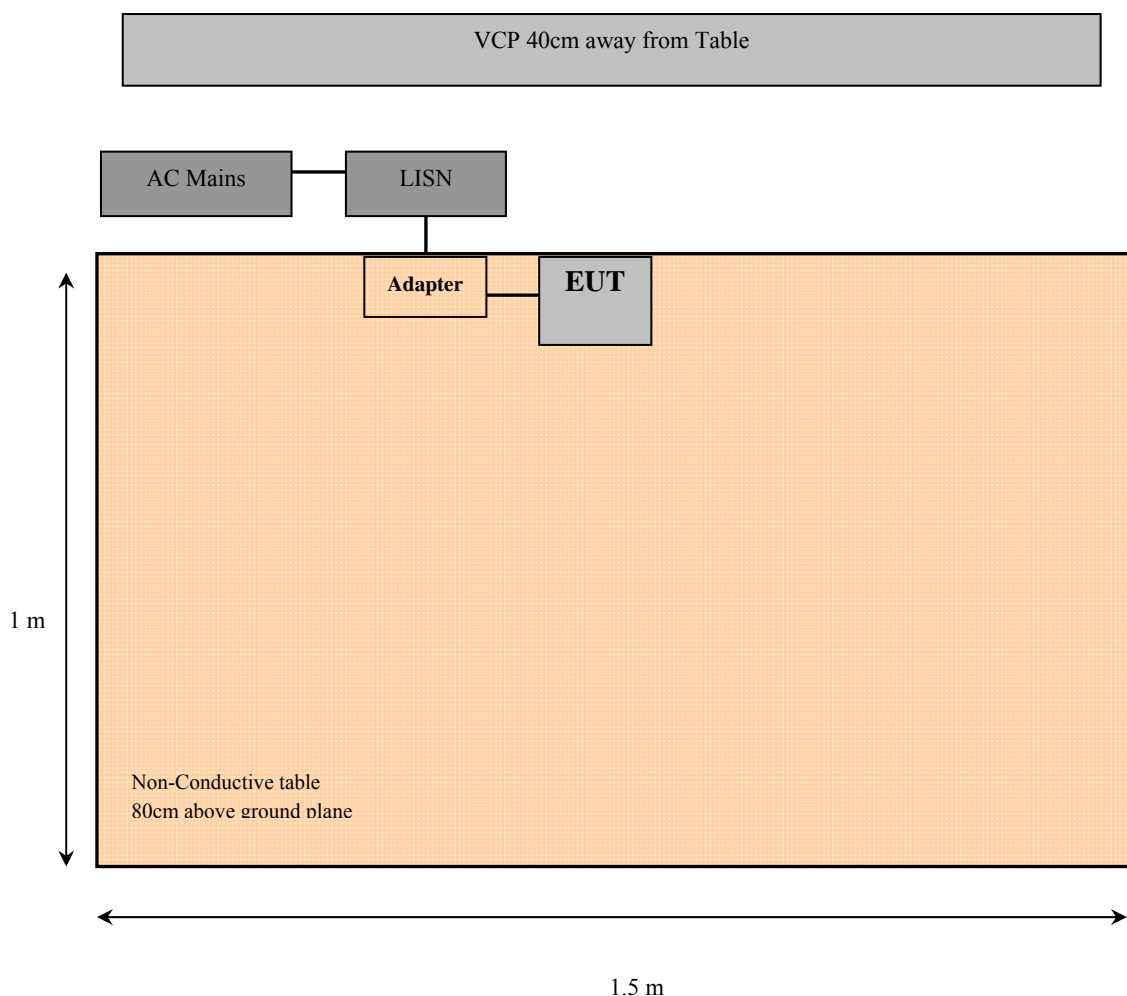 VCP 40cm away from Table
AC Mains
LISN
Adapter
EUT
1 m
Non-Conductive table
80cm above ground plane
1.5 m